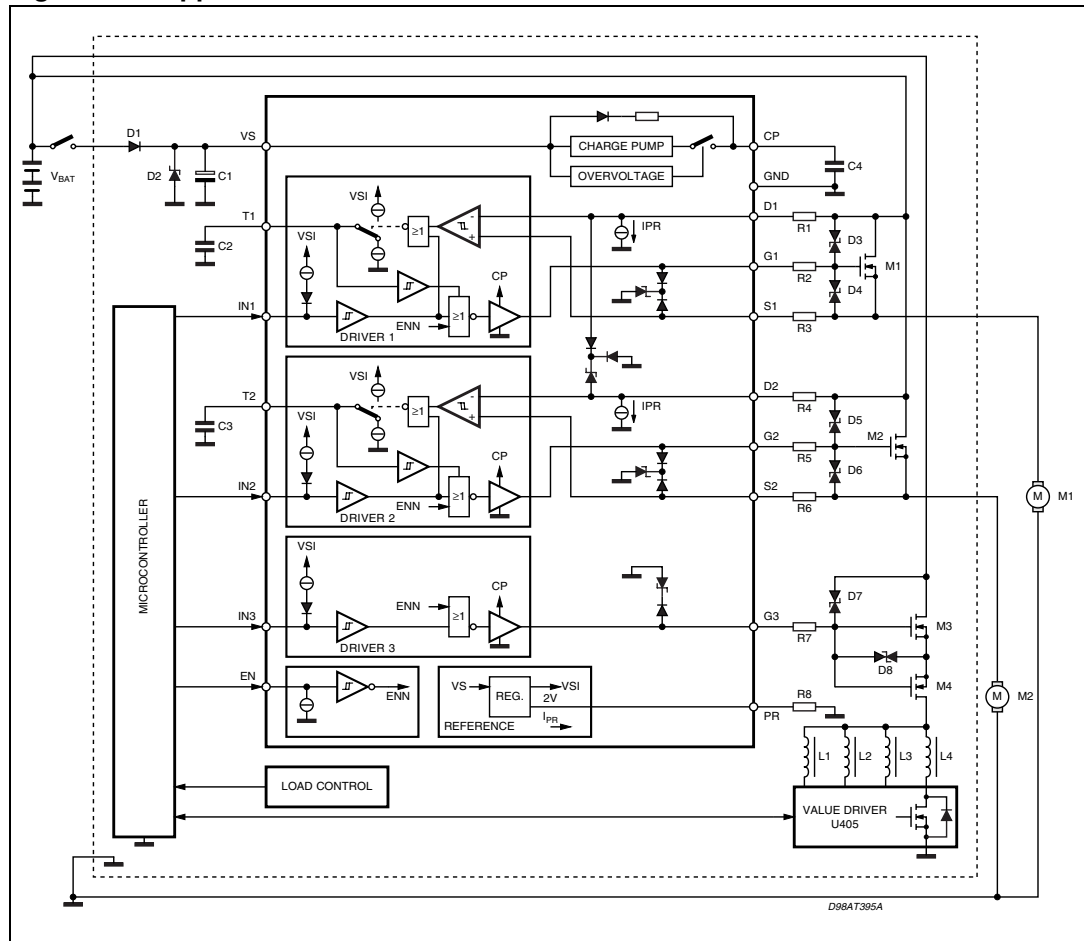 D1
VS
CP
CHARGE PUMP
OVERVOLTAGE
VBAT
D2
C1
C4
GND
VSI
T1
≥1
-
+
IPR
D1
R1
D3
C2
VSI
G1
R2
M1
CP
D4
IN1
≥1
S1
R3
ENN
DRIVER 1
VSI
T2
≥1
-
+
IPR
D2
R4
D5
C3
VSI
G2
R5
M2
CP
D6
IN2
≥1
S2
R6
ENN
DRIVER 2
M
M1
MICROCONTROLLER
VSI
CP
ENN
≥1
IN3
G3
R7
D7
M3
DRIVER 3
D8
M4
EN
ENN
VS
REG.
VSI
2V
IPR
REFERENCE
R8
PR
M
M2
L1
L2
L3
L4
LOAD CONTROL
VALUE DRIVER
U405
D98AT395A